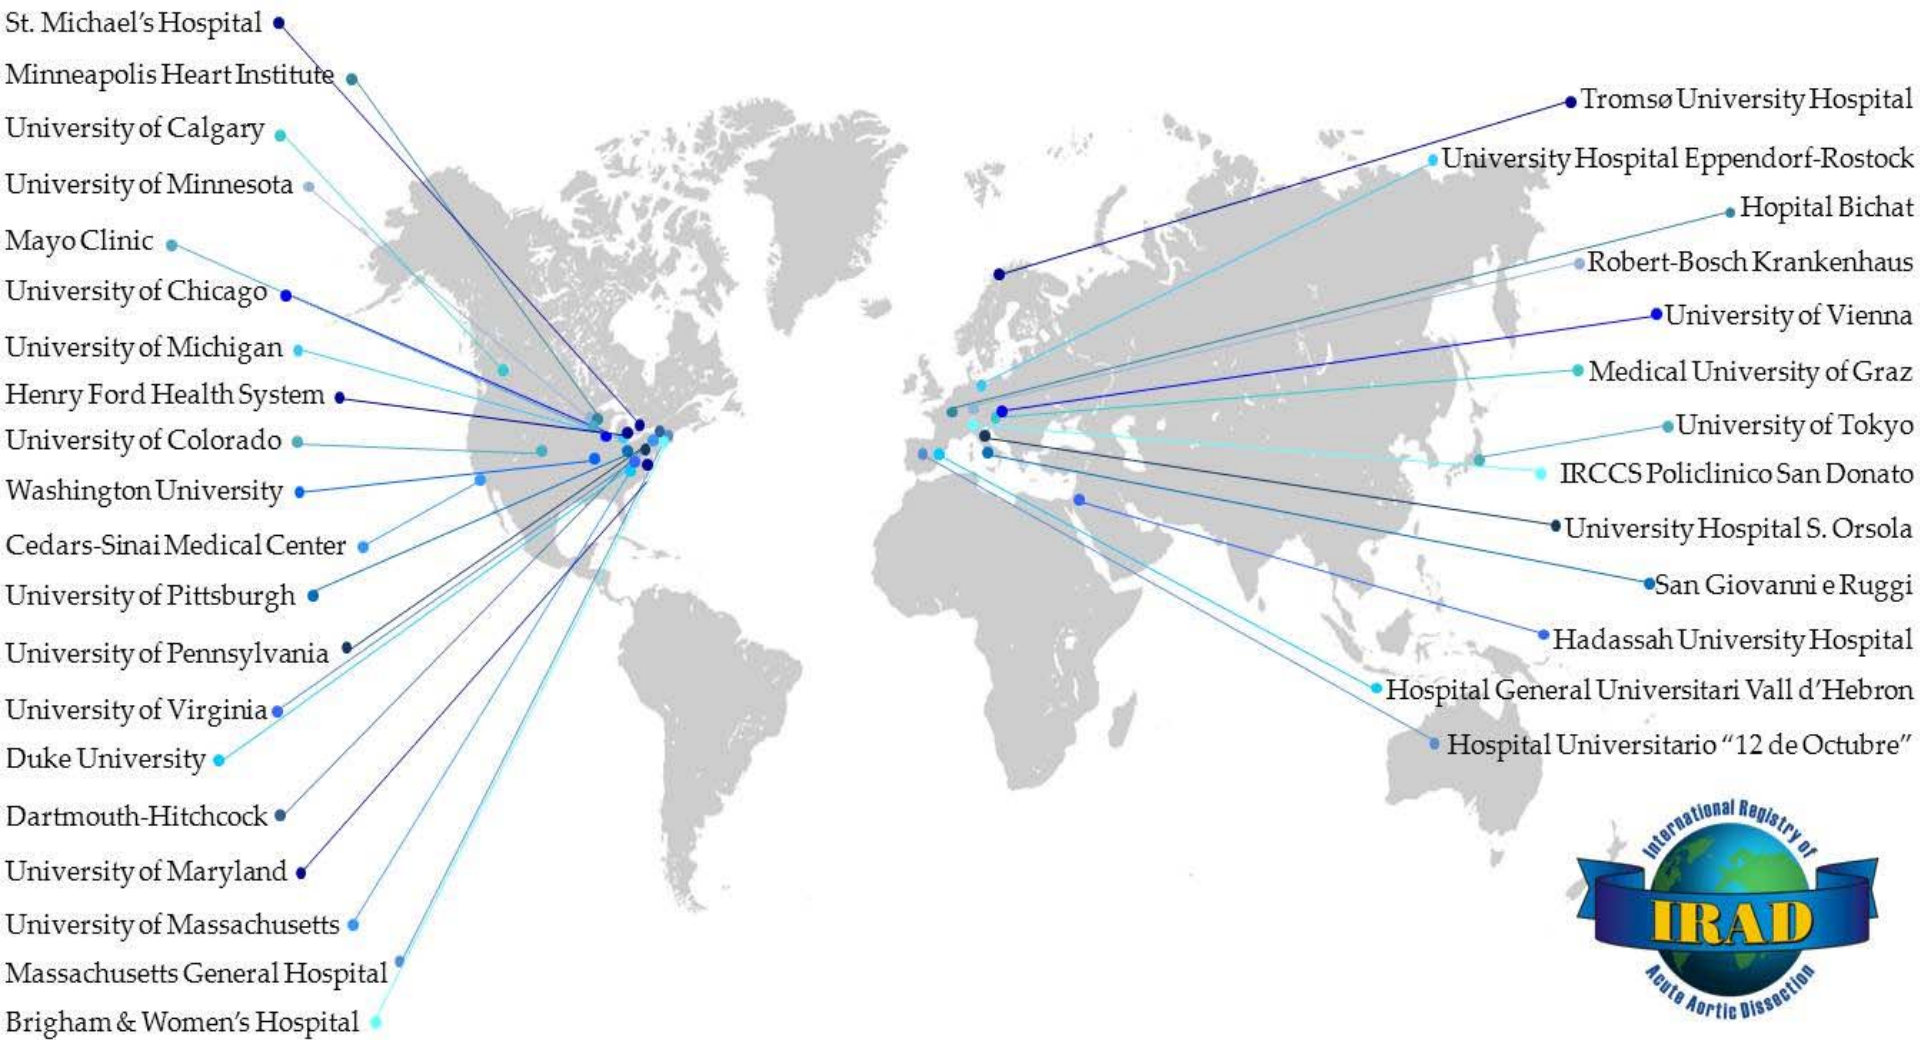 St. Michael's Hospital
Minneapolis Heart Institute
University of Calgary
University of Minnesota
Mayo Clinic
University of Chicago
University of Michigan
Henry Ford Health System
University of Colorado
Washington University
Cedars-Sinai Medical Center
University of Pittsburgh
University of Pennsylvania
University of Virginia
Duke University
Dartmouth-Hitchcock
University of Maryland
University of Massachusetts
Massachusetts General Hospital
Brigham & Women's Hospital
Tromsø University Hospital
University Hospital Eppendorf-Rostock
Hopital Bichat
Robert-Bosch Krankenhaus
University of Vienna
Medical University of Graz
University of Tokyo
IRCCS Policlinico San Donato
University Hospital S. Orsola
San Giovanni e Ruggi
Hadassah University Hospital
Hospital General Universitari Vall d'Hebron
Hospital Universitario “12 de Octubre”
International Registry of
IRAD
Acute Aortic Dissection